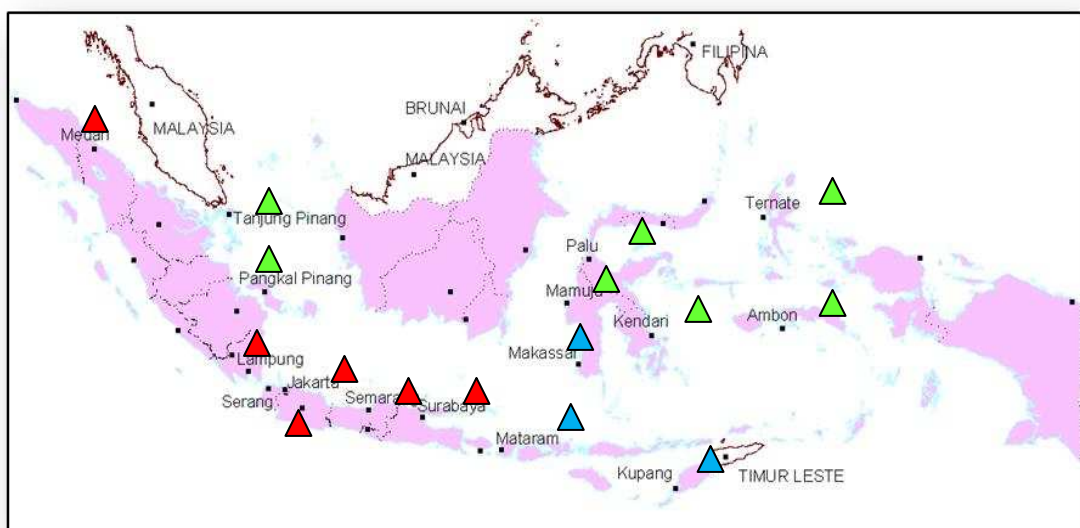 FILIPINA
BRUNAI
MALAYSIA
Medan
MALAYSIA
Ternate
Tanjung Pinang
Palu
Pangkal Pinang
Mamuju
Ambon
Kendari
Makassar
Lampung
Jakarta
Serang
Semara
Surabaya
Mataram
Kupang
TIMUR LESTE